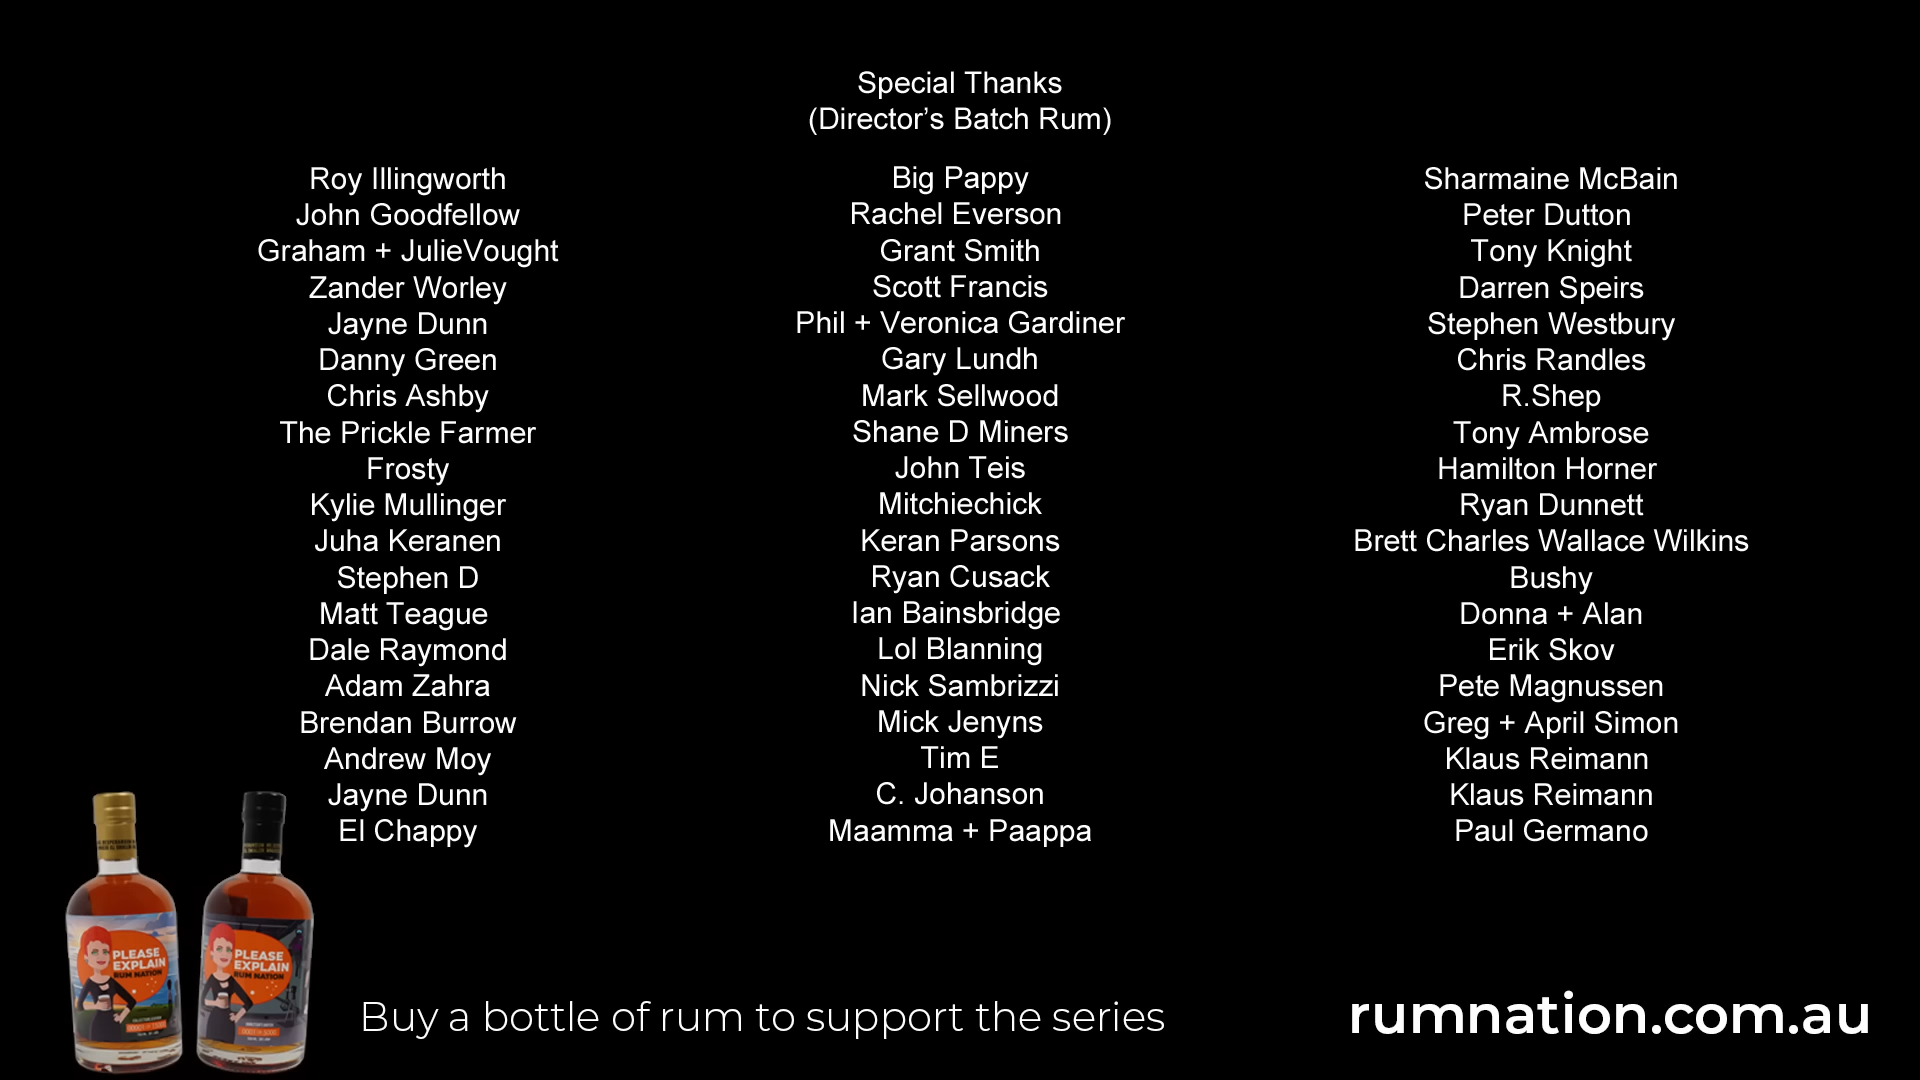 Special Thanks
(Director’s Batch Rum)
Roy Illingworth
John Goodfellow
Graham + JulieVought
Zander Worley
Jayne Dunn
Danny Green
Chris Ashby
The Prickle Farmer
Frosty
Kylie Mullinger
Juha Keranen
Stephen D
Matt Teague
Dale Raymond
Adam Zahra
Brendan Burrow
Andrew Moy
Jayne Dunn
El Chappy
Big Pappy
Rachel Everson
Grant Smith
Scott Francis
Phil + Veronica Gardiner
Gary Lundh
Mark Sellwood
Shane D Miners
John Teis
Mitchiechick
Keran Parsons
Ryan Cusack
Ian Bainsbridge
Lol Blanning
Nick Sambrizzi
Mick Jenyns
Tim E
C. Johanson
Maamma + Paappa
Sharmaine McBain
Peter Dutton
Tony Knight
Darren Speirs
Stephen Westbury
Chris Randles
R.Shep
Tony Ambrose
Hamilton Horner
Ryan Dunnett
Brett Charles Wallace Wilkins
Bushy
Donna + Alan
Erik Skov
Pete Magnussen
Greg + April Simon
Klaus Reimann
Klaus Reimann
Paul Germano
PLEASE
EXPLAIN
RUM NATION
PLEASE
EXPLAIN
RUM NATION
Buy a bottle of rum to support the series
rumnation.com.au